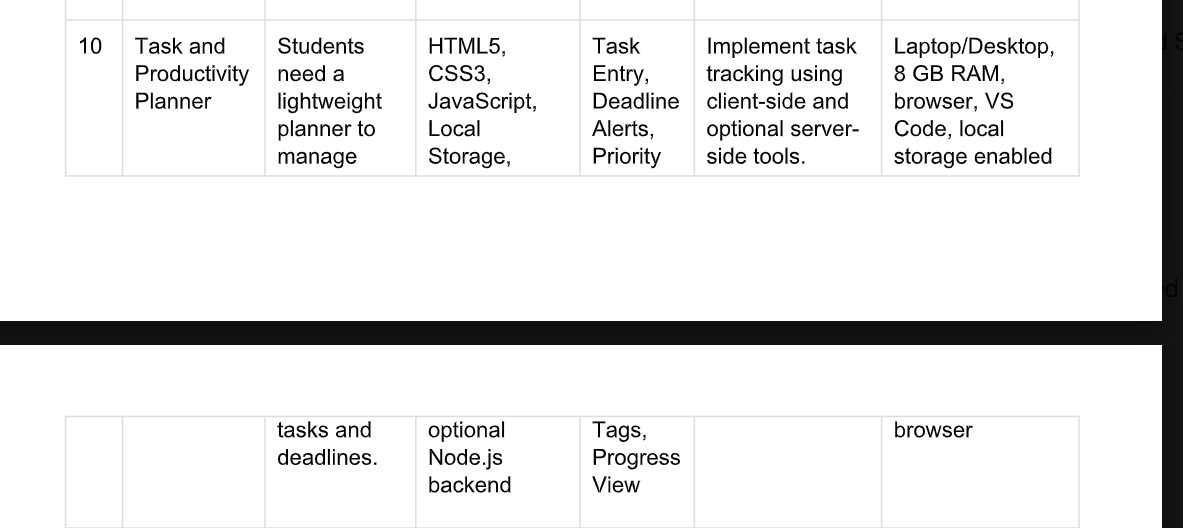 10
Task and
Productivity
Planner
Students
need a
lightweight
planner to
manage
HTML5,
CSS3,
JavaScript,
Local
Storage,
Task
Entry,
Deadline
Alerts,
Priority
Implement task
tracking using
client-side and
optional server-
side tools.
Laptop/Desktop,
8 GB RAM,
browser, VS
Code, local
storage enabled
tasks and
deadlines.
optional
Node.js
backend
Tags,
Progress
View
browser